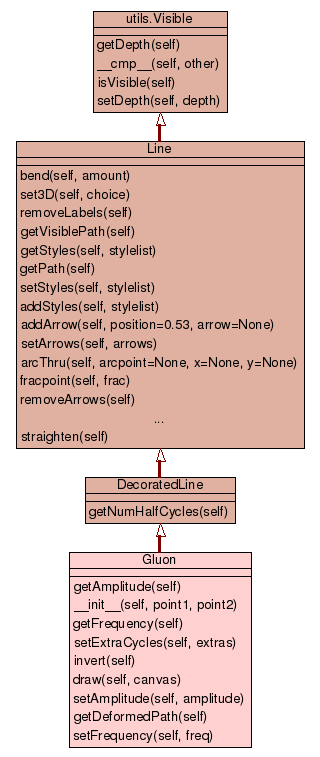 utils.Visible
getDepth(self)
__cmp__(self, other)
isVisible(self)
setDepth(self, depth)
Line
bend(self, amount)
set3D(self, choice)
removeLabels(self)
getVisiblePath(self)
getStyles(self, stylelist)
getPath(self)
setStyles(self, stylelist)
addStyles(self, stylelist)
addArrow(self, position=0.53, arrow=None)
setArrows(self, arrows)
arcThru(self, arcpoint=None, x=None, y=None)
fracpoint(self, frac)
removeArrows(self)
...
straighten(self)
DecoratedLine
getNumHalfCycles(self)
Gluon
getAmplitude(self)
__init__(self, point1, point2)
getFrequency(self)
setExtraCycles(self, extras)
invert(self)
draw(self, canvas)
setAmplitude(self, amplitude)
getDeformedPath(self)
setFrequency(self, freq)